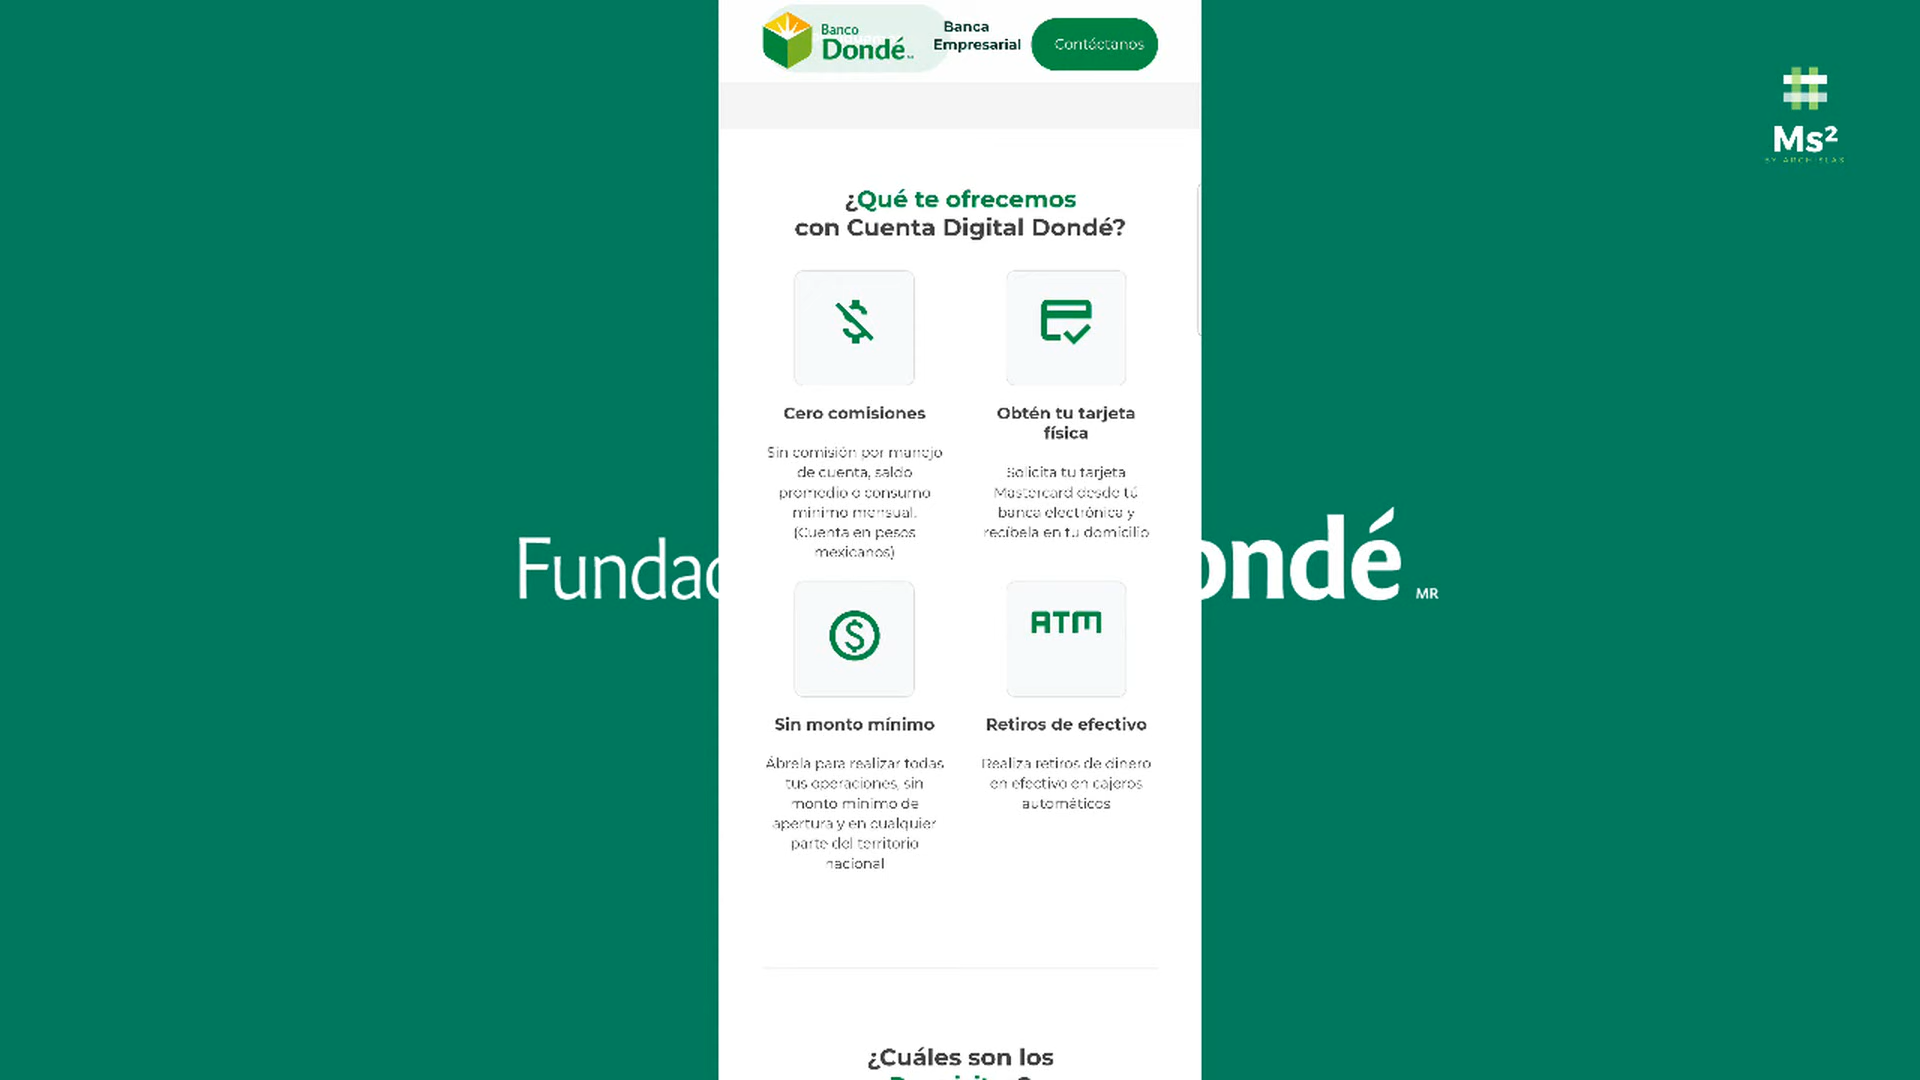 Banco
Dondé
Banca
Empresarial
Contáctanos
Ms²
BY ARCHISLAB
¿Qué te ofrecemos
con Cuenta Digital Dondé?
Cero comisiones
Sin comisión por manejo
de cuenta, saldo
promedio o consumo
mínimo mensual.
(Cuenta en pesos
mexicanos)
Obtén tu tarjeta
física
Solicita tu tarjeta
Mastercard desde tú
banca electrónica y
recíbela en tu domicilio
Fundac
ondé
MR
ATM
Sin monto mínimo
Ábrela para realizar todas
tus operaciones, sin
monto mínimo de
apertura y en cualquier
parte del territorio
nacional
Retiros de efectivo
Realiza retiros de dinero
en efectivo en cajeros
automáticos
¿Cuáles son los